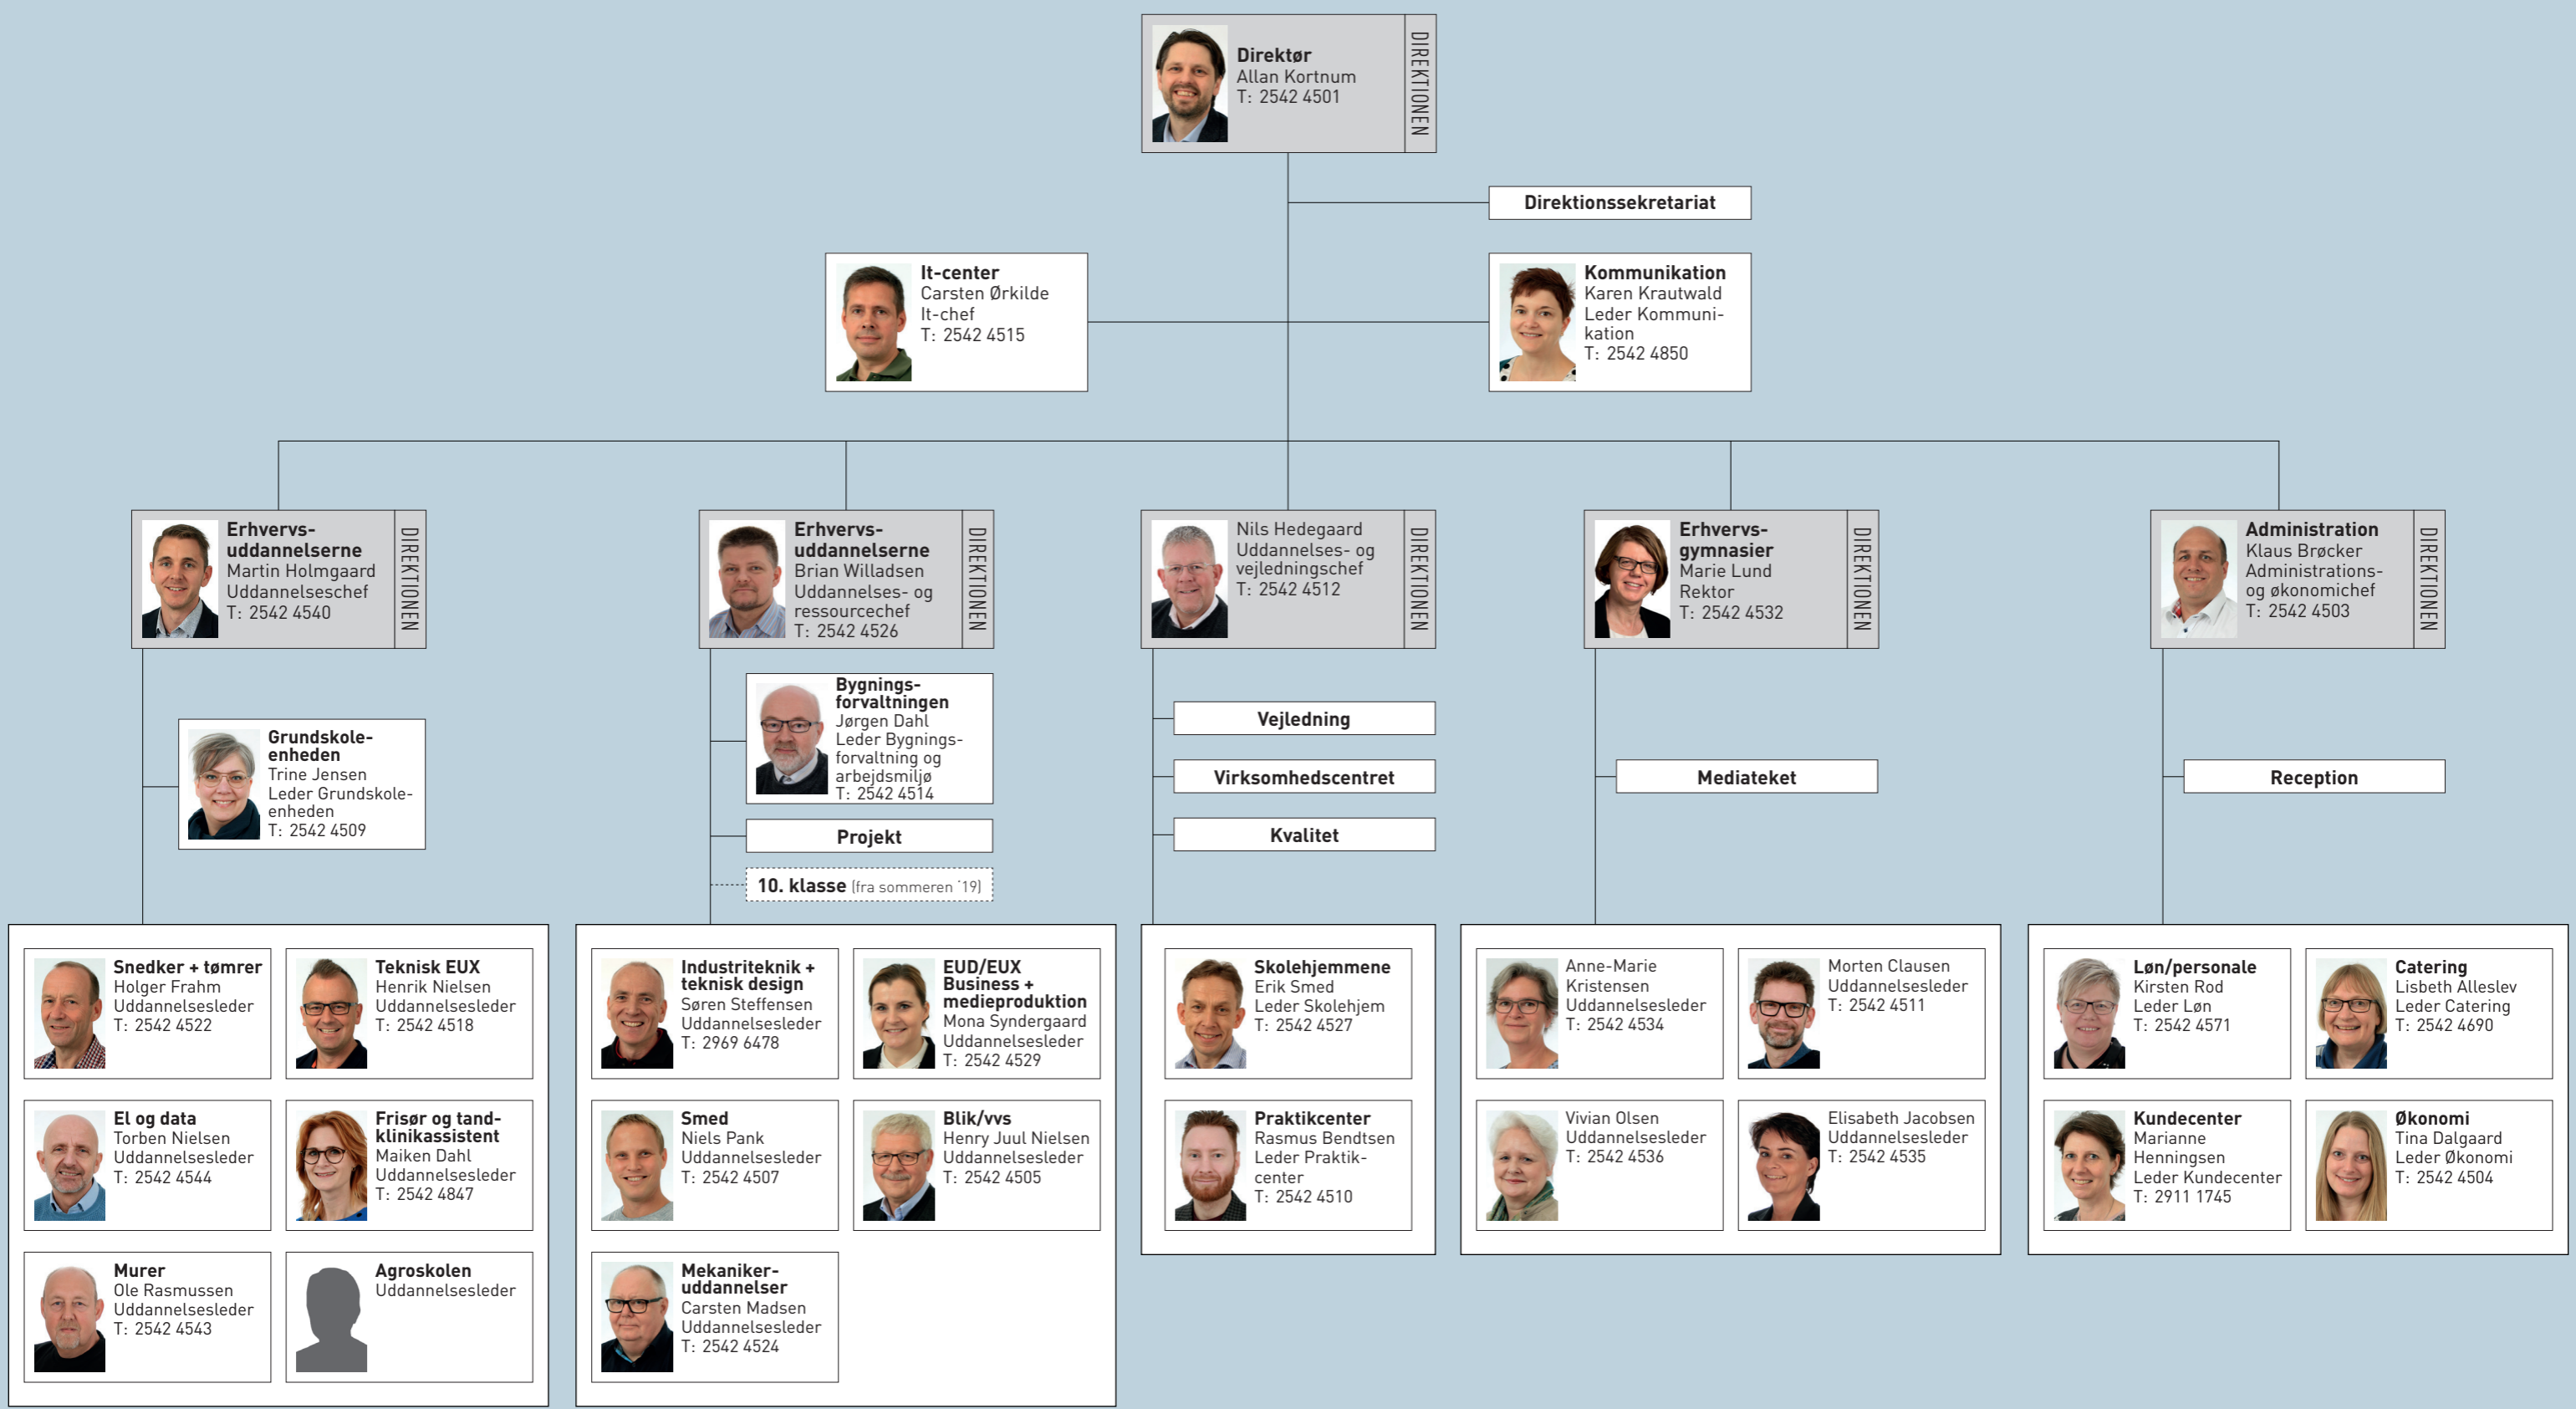 Direktør
Allan Kortnum
T: 2542 4501
DIREKTIONEN
Direktionssekretariat
It-center
Carsten Ørkilde
It-chef
T: 2542 4515
Kommunikation
Karen Krautwald
Leder Kommuni-
kation
T: 2542 4850
Erhvervs-
uddannelserne
Martin Holmgaard
Uddannelseschef
T: 2542 4540
DIREKTIONEN
Erhvervs-
uddannelserne
Brian Willadsen
Uddannelses- og
ressourcechef
T: 2542 4526
DIREKTIONEN
Nils Hedegaard
Uddannelses- og
vejledningschef
T: 2542 4512
DIREKTIONEN
Erhvervs-
gymnasier
Marie Lund
Rektor
T: 2542 4532
DIREKTIONEN
Administration
Klaus Brøcker
Administrations-
og økonomichef
T: 2542 4503
DIREKTIONEN
Grundskole-
enheden
Trine Jensen
Leder Grundskole-
enheden
T: 2542 4509
Bygnings-
forvaltningen
Jørgen Dahl
Leder Bygnings-
forvaltning og
arbejdsmiljø
T: 2542 4514
Projekt
10. klasse (fra sommeren '19)
Vejledning
Virksomhedscentret
Kvalitet
Mediateket
Reception
Snedker + tømrer
Holger Frahm
Uddannelsesleder
T: 2542 4522
Teknisk EUX
Henrik Nielsen
Uddannelsesleder
T: 2542 4518
El og data
Torben Nielsen
Uddannelsesleder
T: 2542 4544
Frisør og tand-
klinikassistent
Maiken Dahl
Uddannelsesleder
T: 2542 4847
Murer
Ole Rasmussen
Uddannelsesleder
T: 2542 4543
Agroskolen
Uddannelsesleder
Industriteknik +
teknisk design
Søren Steffensen
Uddannelsesleder
T: 2969 6478
EUD/EUX
Business +
medieproduktion
Mona Syndergaard
Uddannelsesleder
T: 2542 4529
Smed
Niels Pank
Uddannelsesleder
T: 2542 4507
Blik/vvs
Henry Juul Nielsen
Uddannelsesleder
T: 2542 4505
Mekaniker-
uddannelser
Carsten Madsen
Uddannelsesleder
T: 2542 4524
Skolehjemmene
Erik Smed
Leder Skolehjem
T: 2542 4527
Praktikcenter
Rasmus Bendtsen
Leder Praktik-
center
T: 2542 4510
Anne-Marie
Kristensen
Uddannelsesleder
T: 2542 4534
Morten Clausen
Uddannelsesleder
T: 2542 4511
Vivian Olsen
Uddannelsesleder
T: 2542 4536
Elisabeth Jacobsen
Uddannelsesleder
T: 2542 4535
Løn/personale
Kirsten Rod
Leder Løn
T: 2542 4571
Catering
Lisbeth Alleslev
Leder Catering
T: 2542 4690
Kundecenter
Marianne
Henningsen
Leder Kundecenter
T: 2911 1745
Økonomi
Tina Dalgaard
Leder Økonomi
T: 2542 4504